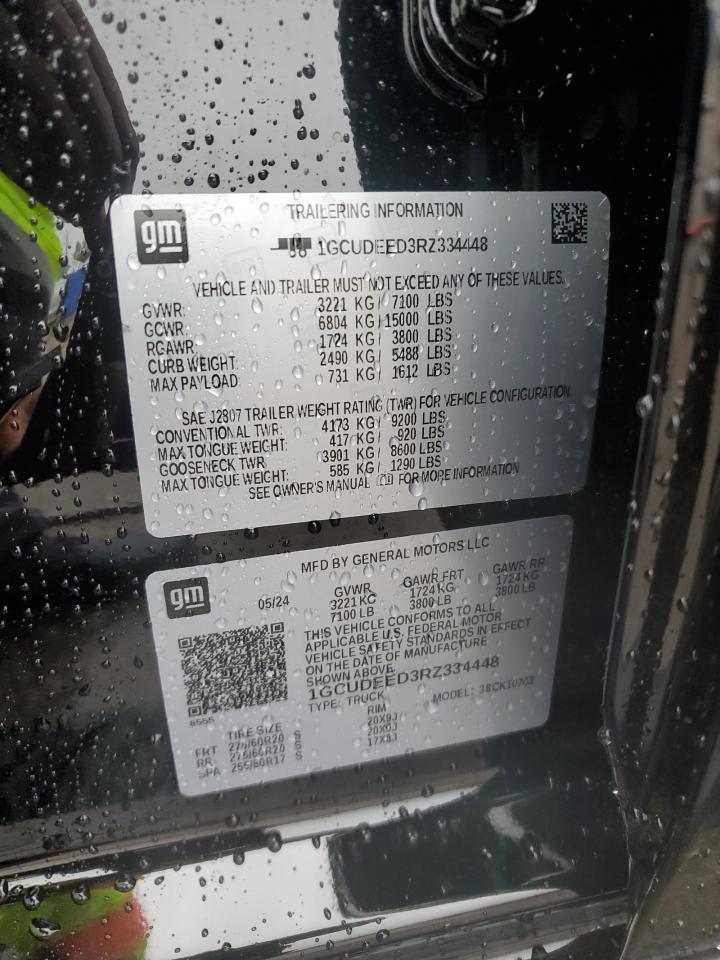 gm
TRAILERING INFORMATION
1GCUDEED3RZ334448
VEHICLE AND TRAILER MUST NOT EXCEED ANY OF THESE VALUES.
GVWR: 3221 KG/ 7100 LBS
GCWR: 6804 KG/ 15000 LBS
RGAWR: 1724 KG/ 3800 LBS
CURB WEIGHT: 2490 KG/ 5488 LBS
MAX PAYLOAD 731 KG/ 1612 LBS
SAE J2807 TRAILER WEIGHT RATING (TWR) FOR VEHICLE CONFIGURATION
CONVENTIONAL TWR: 4173 KG/ 9200 LBS
MAX TONGUE WEIGHT: 417 KG/ 920 LBS
GOOSENECK TWR 3901 KG/ 8600 LBS
MAX TONGUE WEIGHT: 585 KG/ 1290 LBS
SEE OWNER'S MANUAL FOR MORE INFORMATION
gm
MFD BY GENERAL MOTORS LLC
05/24 GVWR GAWR FRT GAWR RR
3221 KG 1724 KG 1724 KG
7100 LB 3800 LB 3800 LB
THIS VEHICLE CONFORMS TO ALL
APPLICABLE U.S. FEDERAL MOTOR
VEHICLE SAFETY STANDARDS IN EFFECT
ON THE DATE OF MANUFACTURE
SHOWN ABOVE.
1GCUDEED3RZ334448
TYPE: TRUCK MODEL: 38CK10703
8555
TIRE SIZE RIM
FRT 275/60R20 S 20X9J
RR 275/60R20 S 20X9J
SPA 255/80R17 S 17X8J